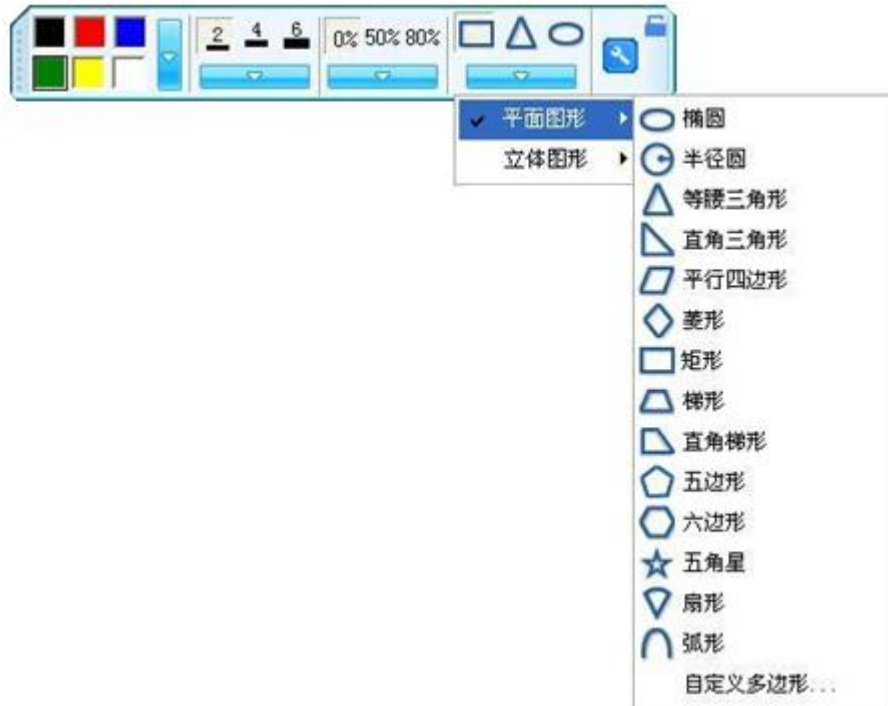 2 4 6 0% 50% 80%
平面图形
立体图形
椭圆
半径圆
等腰三角形
直角三角形
平行四边形
菱形
矩形
梯形
直角梯形
五边形
六边形
五角星
扇形
弧形
自定义多边形...